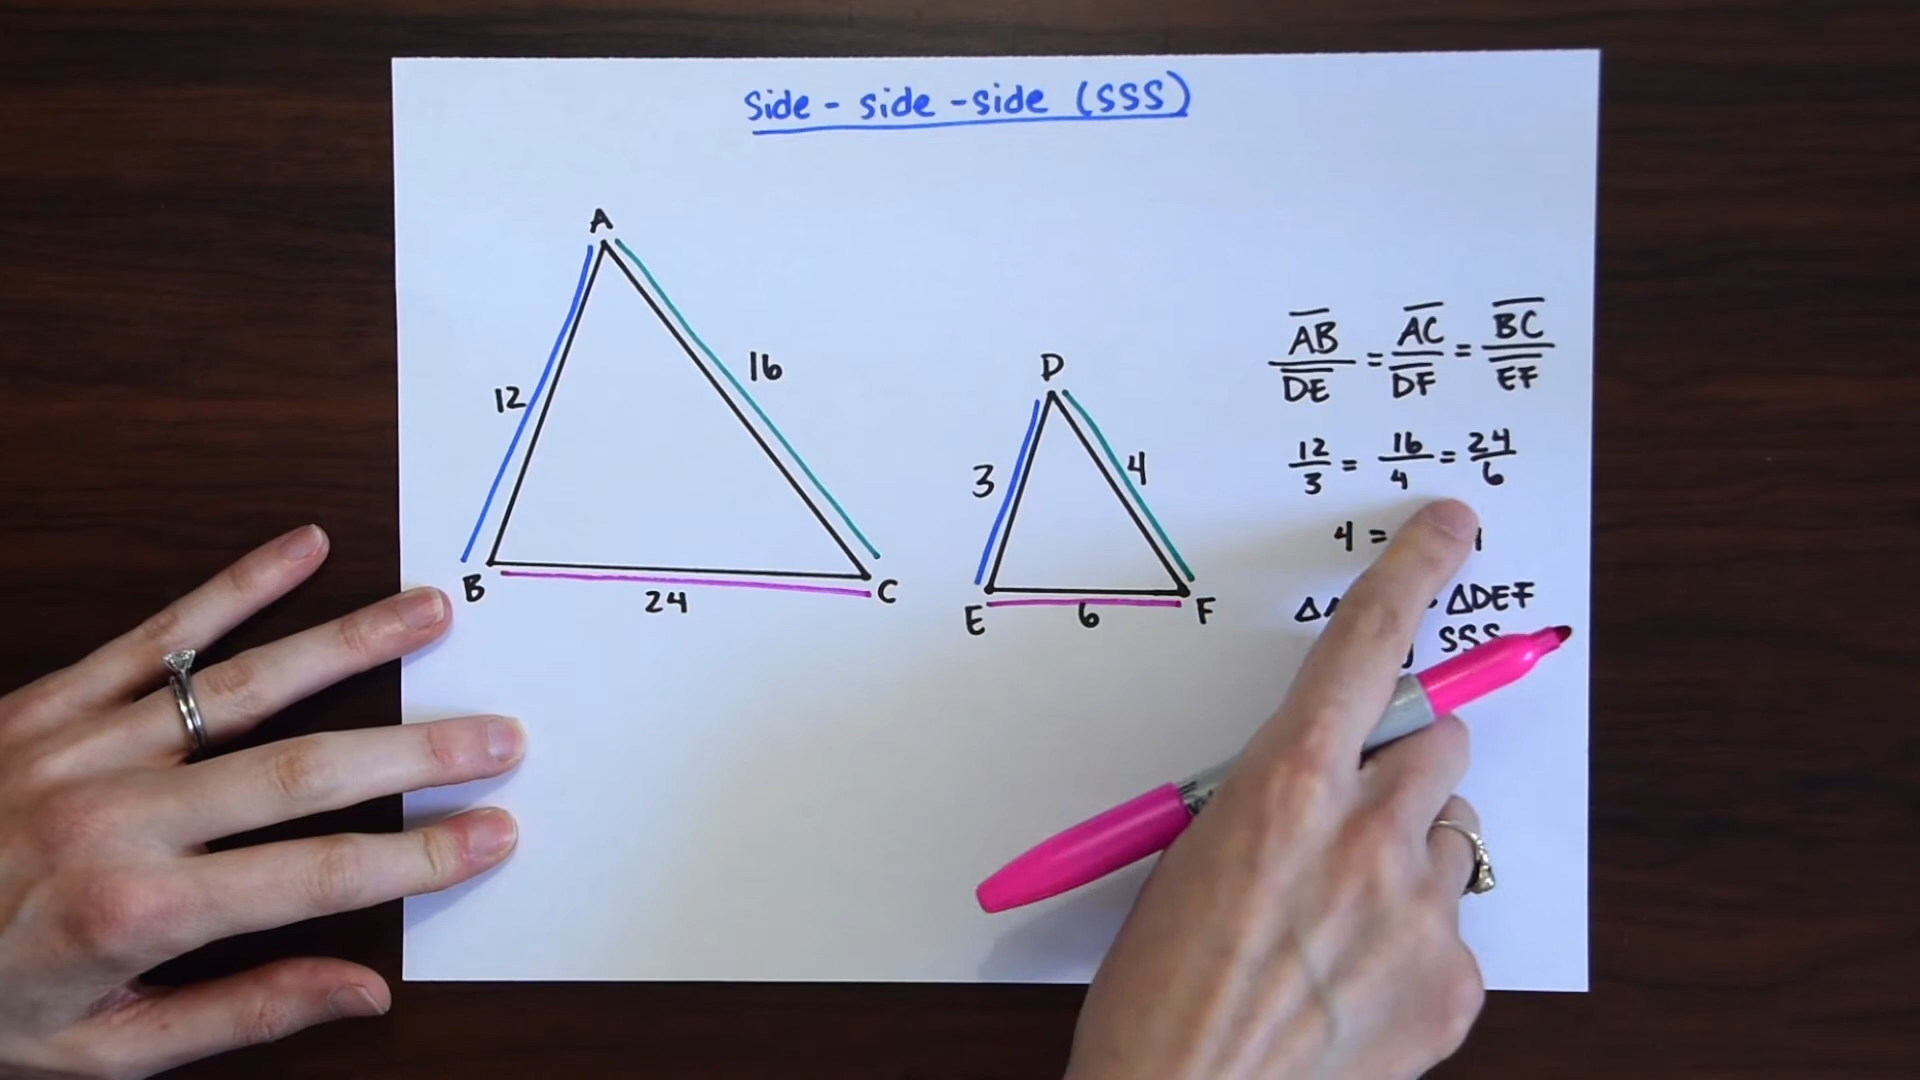 Side - side - side (SSS)
A
12
16
B
24
C
D
3
4
E
6
F
AB/DE = AC/DF = BC/EF
12/3 = 16/4 = 24/6
4 =
ΔDEF
SSS